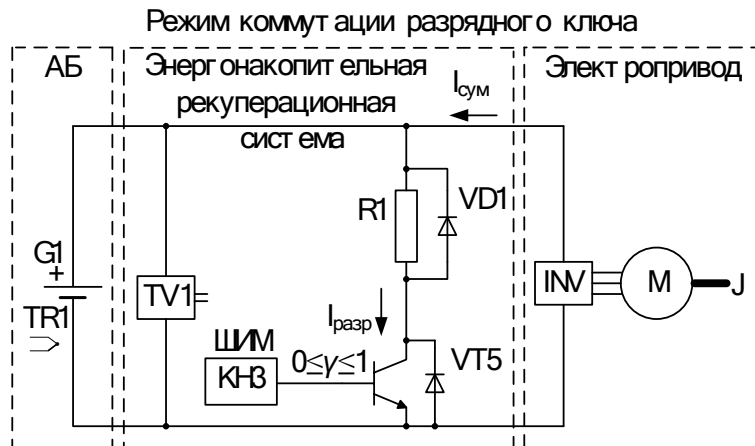 Режим коммутации разрядного ключа
АБ
Энергонакопительная
рекуперационная
система
Iсум
Электропривод
R1
VD1
G1
+
TV1
INV
M
J
TR1
Iразр
ШИМ
КНЗ
0≤γ≤1
VT5